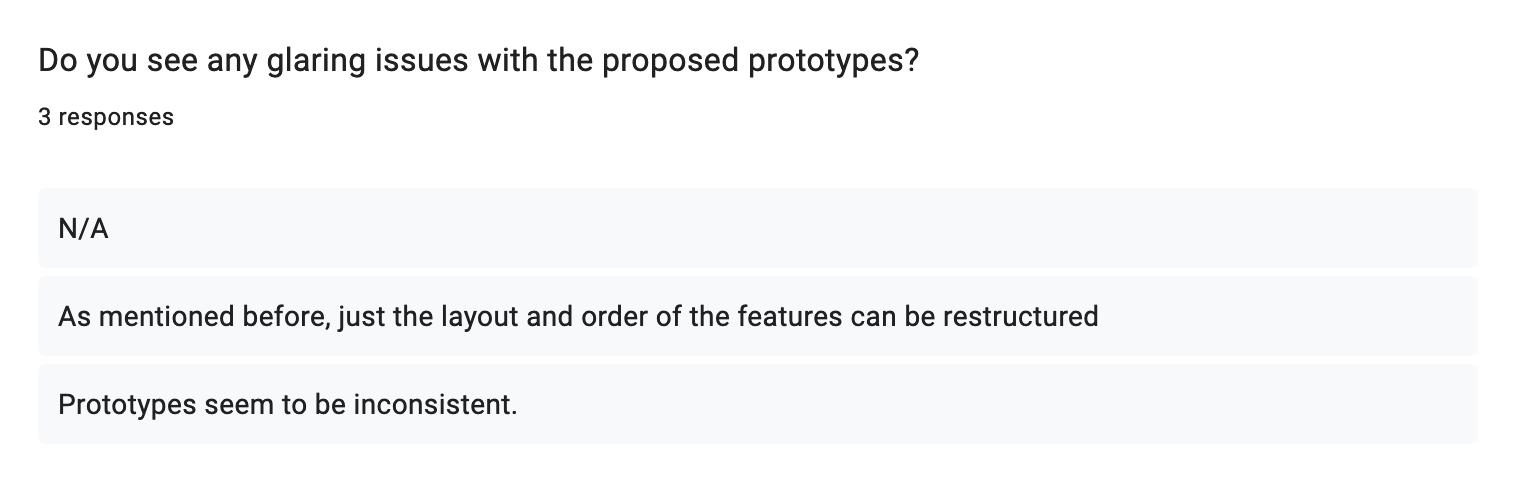 Do you see any glaring issues with the proposed prototypes?
3 responses
N/A
As mentioned before, just the layout and order of the features can be restructured
Prototypes seem to be inconsistent.